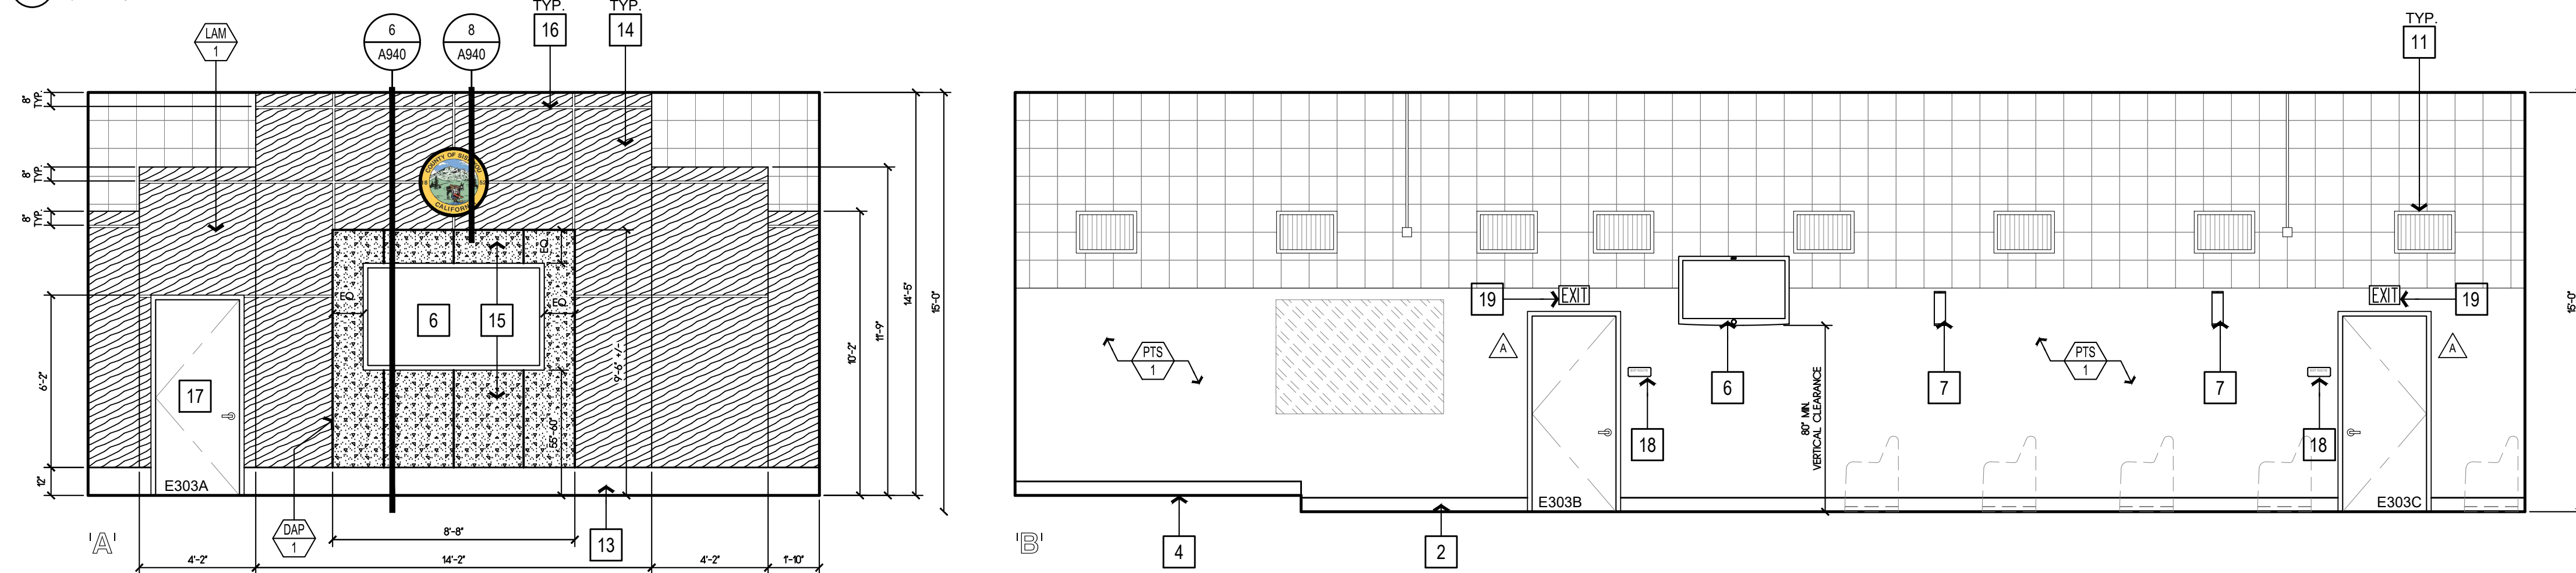 TYP.
TYP.
TYP.
LAM
1
6
A940
8
A940
16
14
11
8"
TYP.
8"
TYP.
8"
TYP.
COUNTY OF
CALIFORN
EQ.
EQ.
EQ.
6
15
17
9'-6" +/-
14'-5"
15'-0"
11'-9"
10'-2"
6'-2"
12"
55"-60"
E303A
DAP
1
13
8'-8"
4'-2"
14'-2"
4'-2"
1'-10"
'A'
19
EXIT
EXIT
19
A
A
PTS
1
6
7
PTS
1
7
18
18
80" MIN.
VERTICAL CLEARANCE
15'-0"
E303B
E303C
'B'
4
2